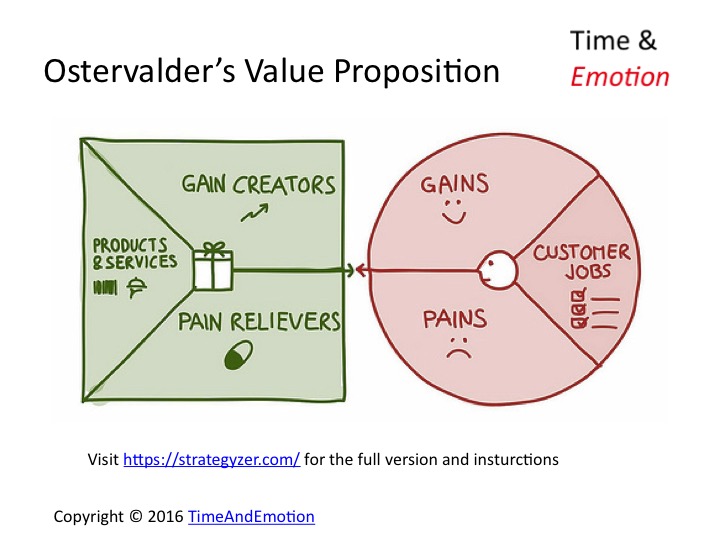 Time &
Emotion
Ostervalder's Value Proposition
GAIN CREATORS
PRODUCTS
& SERVICES
PAIN RELIEVERS
GAINS
CUSTOMER
JOBS
PAINS
Visit https://strategyzer.com/ for the full version and insturctions
Copyright © 2016 TimeAndEmotion